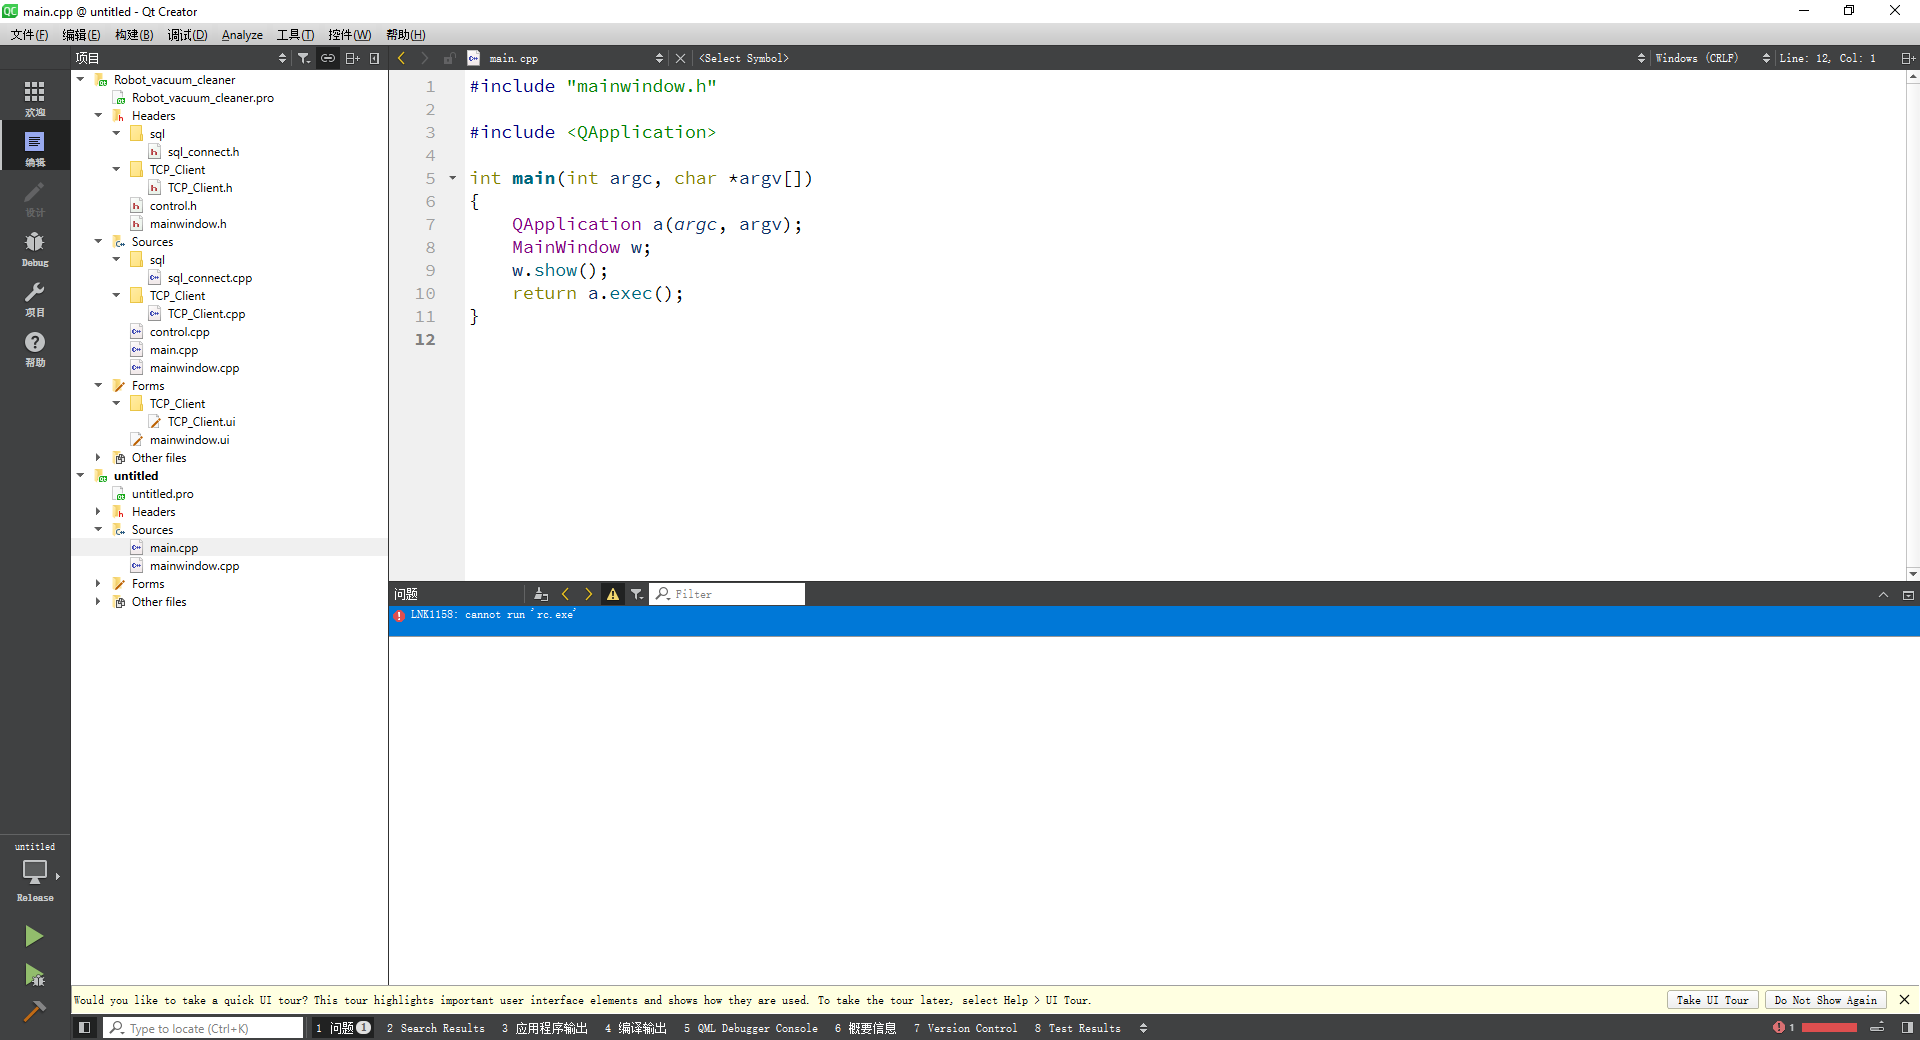 main.cpp @ untitled - Qt Creator
文件(F) 编辑(E) 构建(B) 调试(D) Analyze 工具(T) 控件(W) 帮助(H)
项目
main.cpp
<Select Symbol>
Windows (CRLF)
Line: 12, Col: 1
欢迎
编辑
设计
Debug
项目
帮助
Robot_vacuum_cleaner
Robot_vacuum_cleaner.pro
Headers
sql
sql_connect.h
TCP_Client
TCP_Client.h
control.h
mainwindow.h
Sources
sql
sql_connect.cpp
TCP_Client
TCP_Client.cpp
control.cpp
main.cpp
mainwindow.cpp
Forms
TCP_Client
TCP_Client.ui
mainwindow.ui
Other files
untitled
untitled.pro
Headers
Sources
main.cpp
mainwindow.cpp
Forms
Other files
1 #include "mainwindow.h"
2
3 #include <QApplication>
4
5 int main(int argc, char *argv[])
6 {
7     QApplication a(argc, argv);
8     MainWindow w;
9     w.show();
10     return a.exec();
11 }
12
问题
Filter
LNK1158: cannot run 'rc.exe'
untitled
Release
Would you like to take a quick UI tour? This tour highlights important user interface elements and shows how they are used. To take the tour later, select Help > UI Tour.
Take UI Tour
Do Not Show Again
Type to locate (Ctrl+K)
1 问题 1
2 Search Results
3 应用程序输出
4 编译输出
5 QML Debugger Console
6 概要信息
7 Version Control
8 Test Results
1